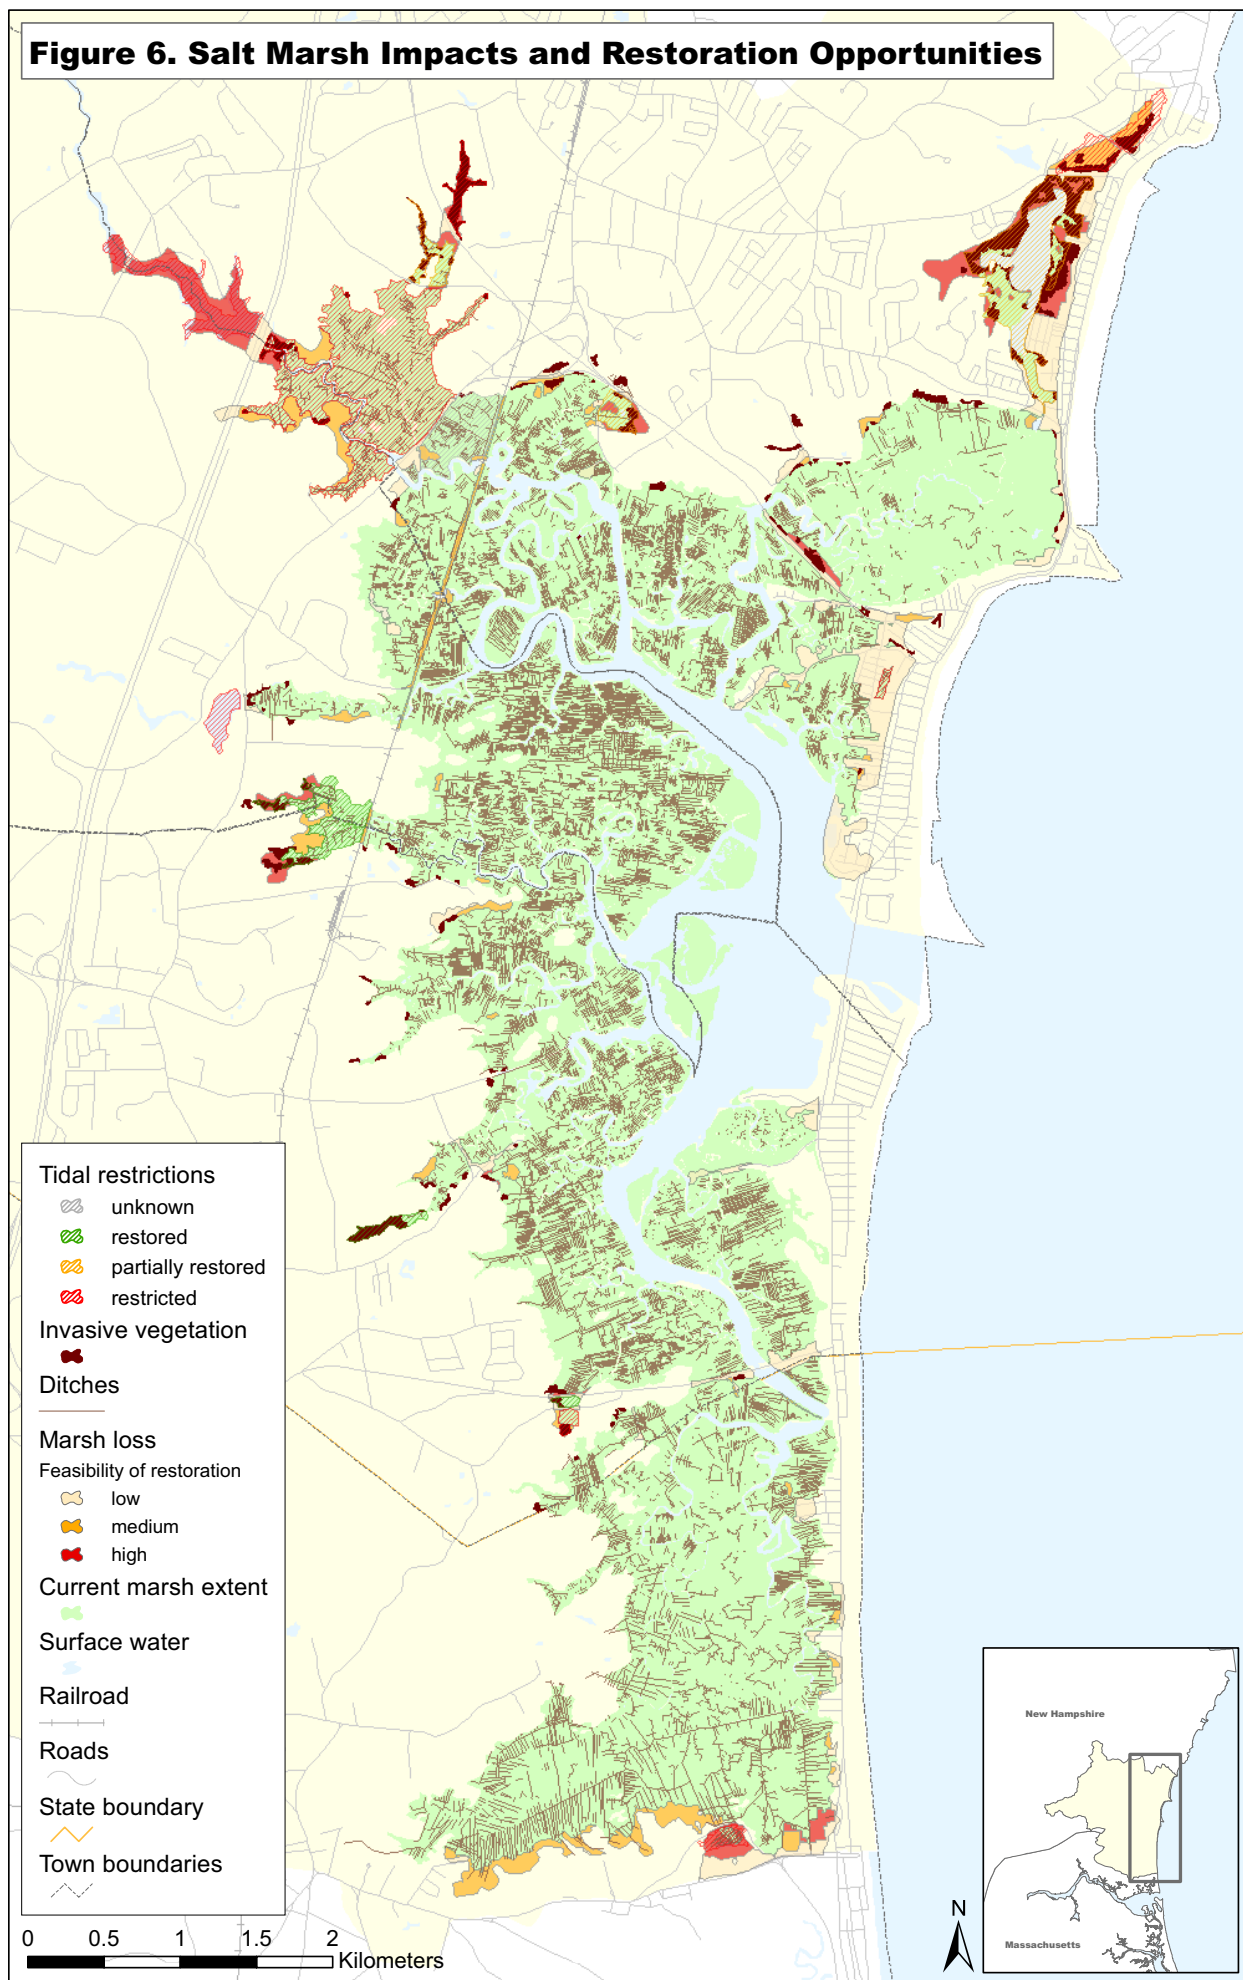 Figure 6. Salt Marsh Impacts and Restoration Opportunities
Tidal restrictions
unknown
restored
partially restored
restricted
Invasive vegetation
Ditches
Marsh loss
Feasibility of restoration
low
medium
high
Current marsh extent
Surface water
Railroad
Roads
State boundary
Town boundaries
0 0.5 1 1.5 2
Kilometers
N
New Hampshire
Massachusetts